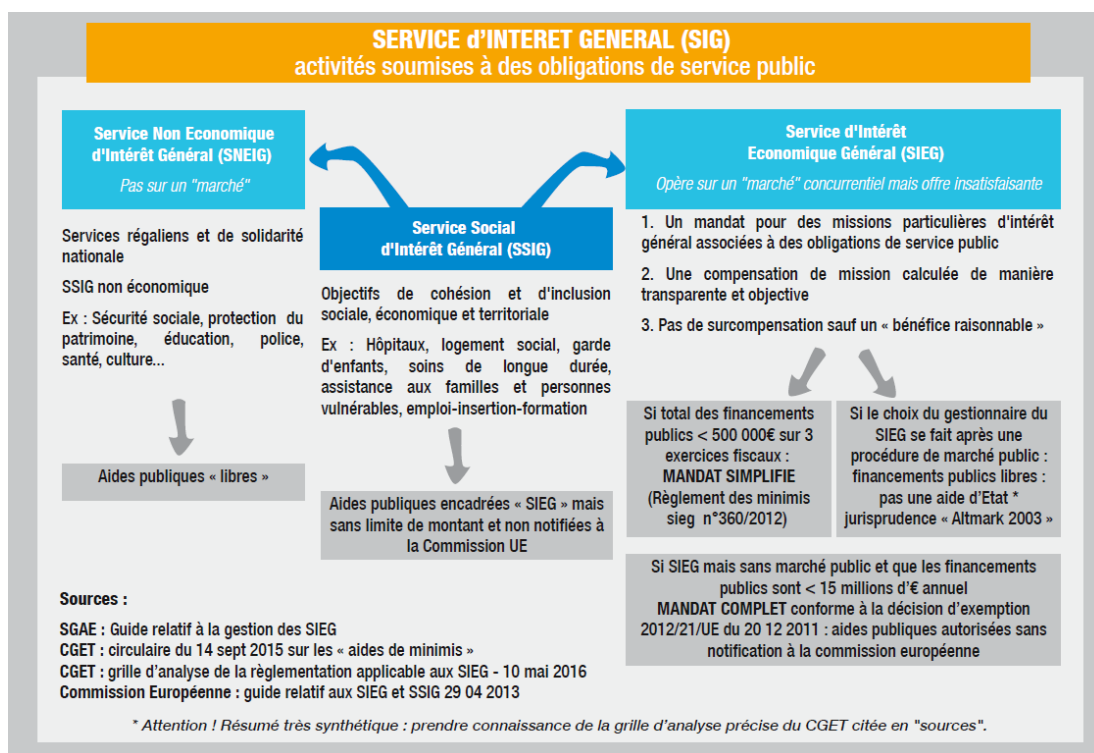 SERVICE d'INTERET GENERAL (SIG)
activités soumises à des obligations de service public
Service Non Economique
d'Intérêt Général (SNEIG)
Pas sur un "marché"
Services régaliens et de solidarité
nationale
SSIG non économique
Ex : Sécurité sociale, protection du
patrimoine, éducation, police,
santé, culture...
Aides publiques « libres »
Service Social
d'Intérêt Général (SSIG)
Objectifs de cohésion et d'inclusion
sociale, économique et territoriale
Ex : Hôpitaux, logement social, garde
d'enfants, soins de longue durée,
assistance aux familles et personnes
vulnérables, emploi-insertion-formation
Aides publiques encadrées « SIEG » mais
sans limite de montant et non notifiées à
la Commission UE
Service d'Intérêt
Economique Général (SIEG)
Opère sur un "marché" concurrentiel mais offre insatisfaisante
1. Un mandat pour des missions particulières d'intérêt
général associées à des obligations de service public
2. Une compensation de mission calculée de manière
transparente et objective
3. Pas de surcompensation sauf un « bénéfice raisonnable »
Si total des financements
publics < 500 000€ sur 3
exercices fiscaux :
MANDAT SIMPLIFIE
(Règlement des minimis
sieg n°360/2012)
Si le choix du gestionnaire du
SIEG se fait après une
procédure de marché public :
financements publics libres :
pas une aide d'Etat *
jurisprudence « Altmark 2003 »
Si SIEG mais sans marché public et que les financements
publics sont < 15 millions d'€ annuel
MANDAT COMPLET conforme à la décision d'exemption
2012/21/UE du 20 12 2011 : aides publiques autorisées sans
notification à la commission européenne
Sources :
SGAE : Guide relatif à la gestion des SIEG
CGET : circulaire du 14 sept 2015 sur les « aides de minimis »
CGET : grille d'analyse de la règlementation applicable aux SIEG - 10 mai 2016
Commission Européenne : guide relatif aux SIEG et SSIG 29 04 2013
* Attention ! Résumé très synthétique : prendre connaissance de la grille d'analyse précise du CGET citée en "sources".